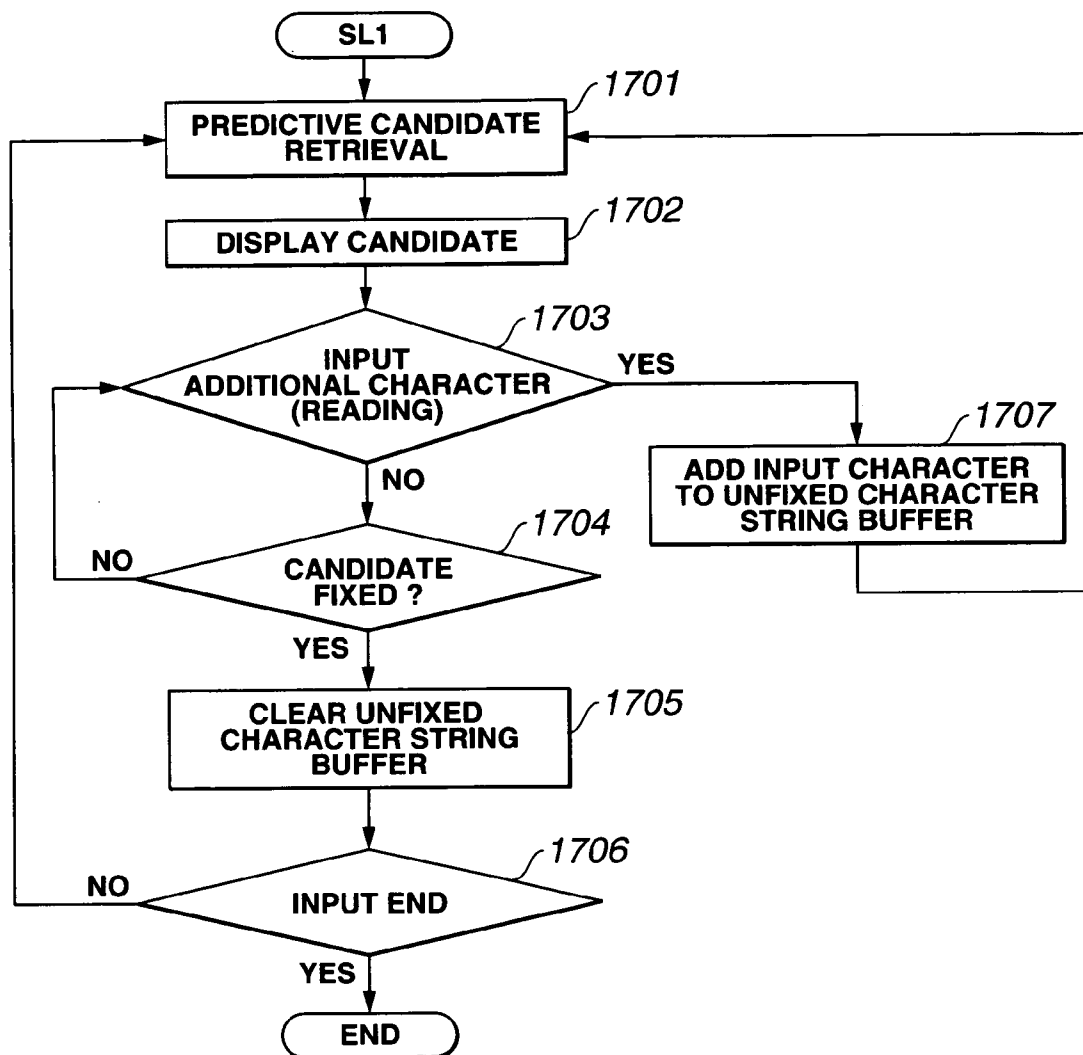 SL1
1701
PREDICTIVE CANDIDATE
RETRIEVAL
1702
DISPLAY CANDIDATE
1703
INPUT
ADDITIONAL CHARACTER
(READING)
YES
NO
1707
ADD INPUT CHARACTER
TO UNFIXED CHARACTER
STRING BUFFER
1704
NO
CANDIDATE
FIXED ?
YES
1705
CLEAR UNFIXED
CHARACTER STRING
BUFFER
1706
NO
INPUT END
YES
END